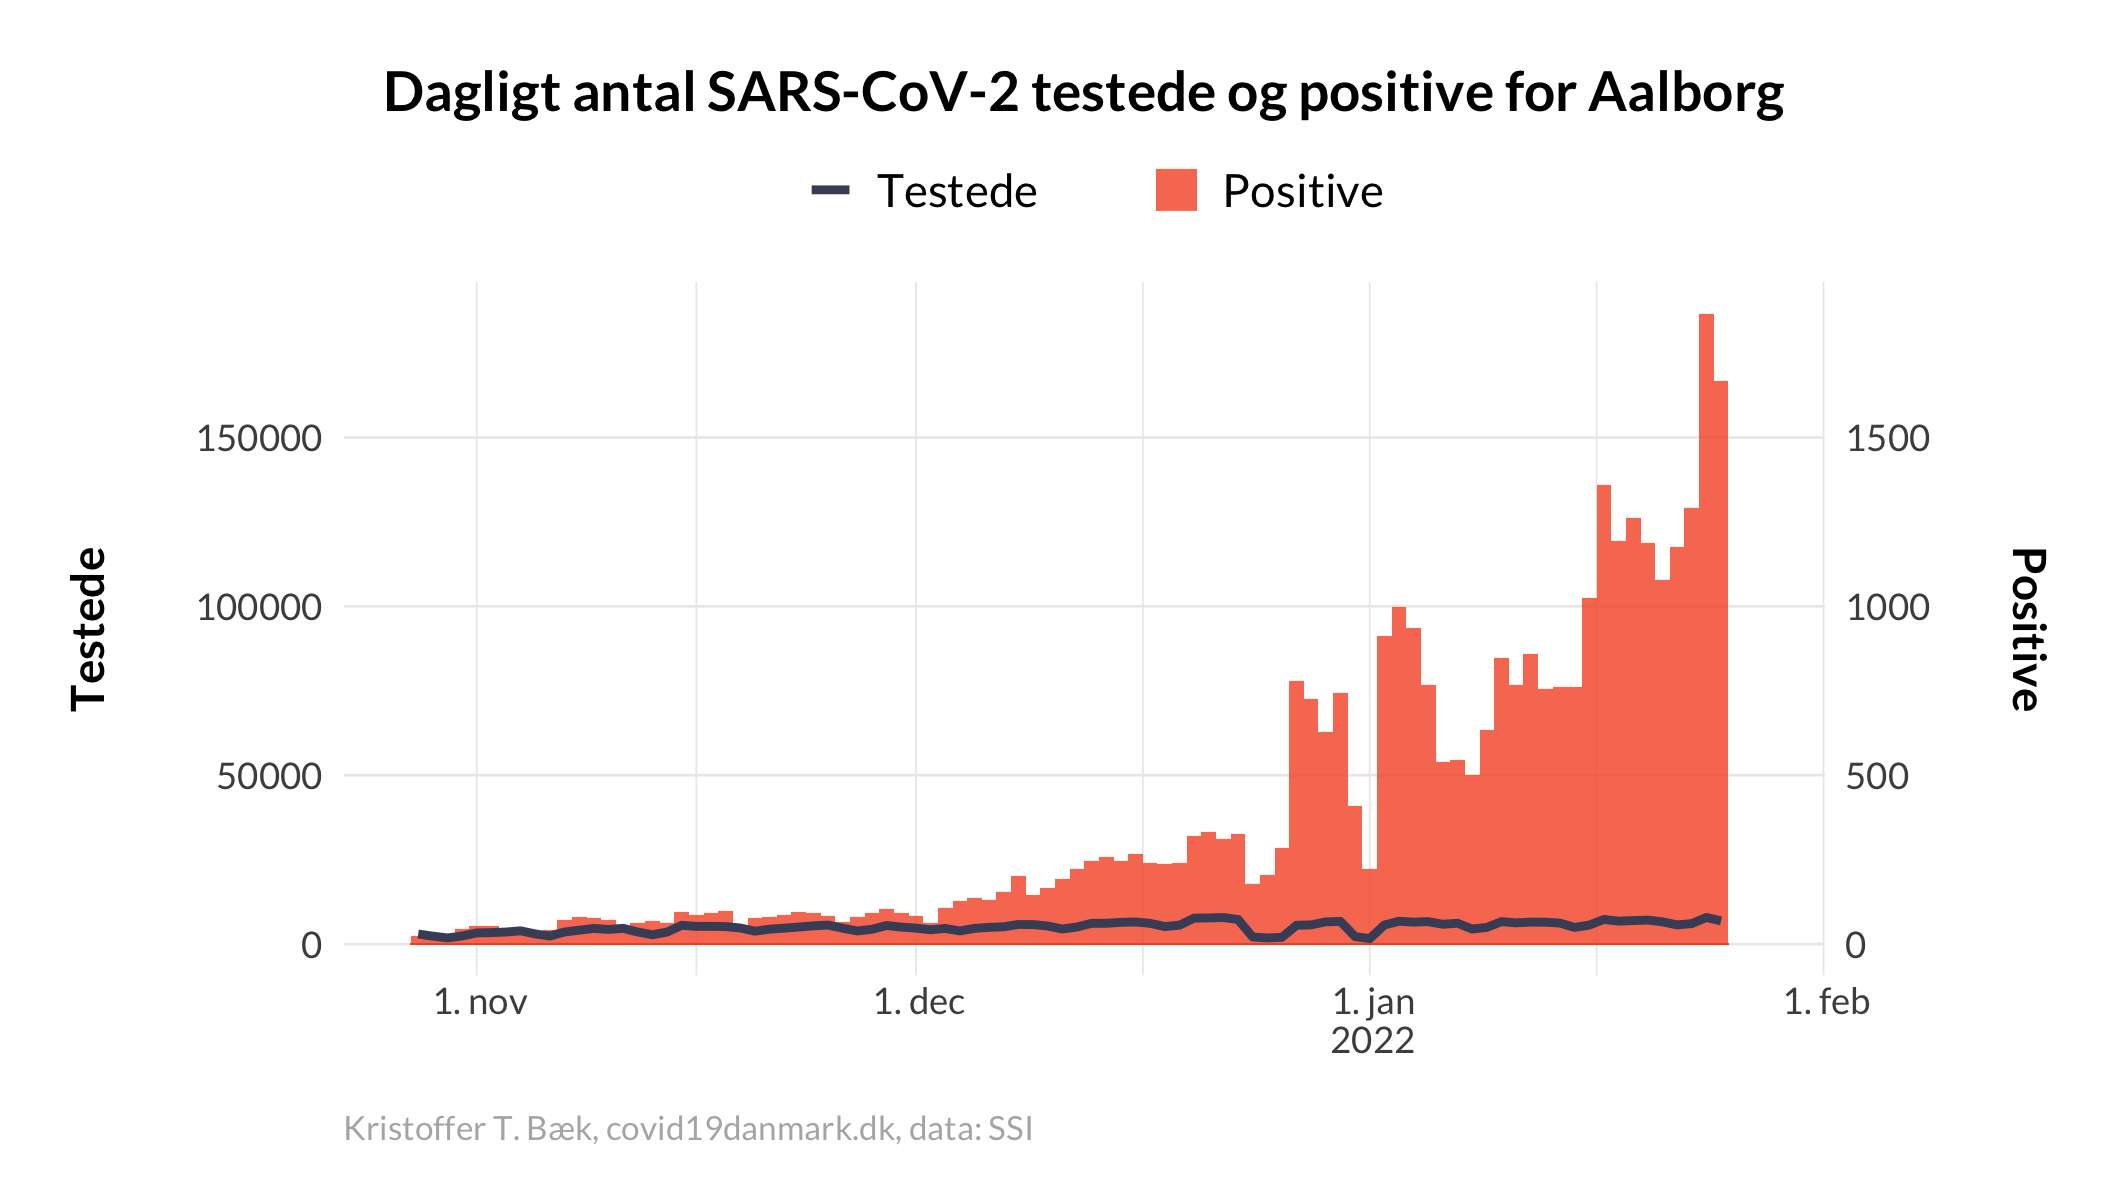 Dagligt antal SARS-CoV-2 testede og positive for Aalborg
Testede
Positive
Testede
150000
100000
50000
0
1500
1000
500
0
Positive
1. nov
1. dec
1. jan
2022
1. feb
Kristoffer T. Bæk, covid19danmark.dk, data: SSI